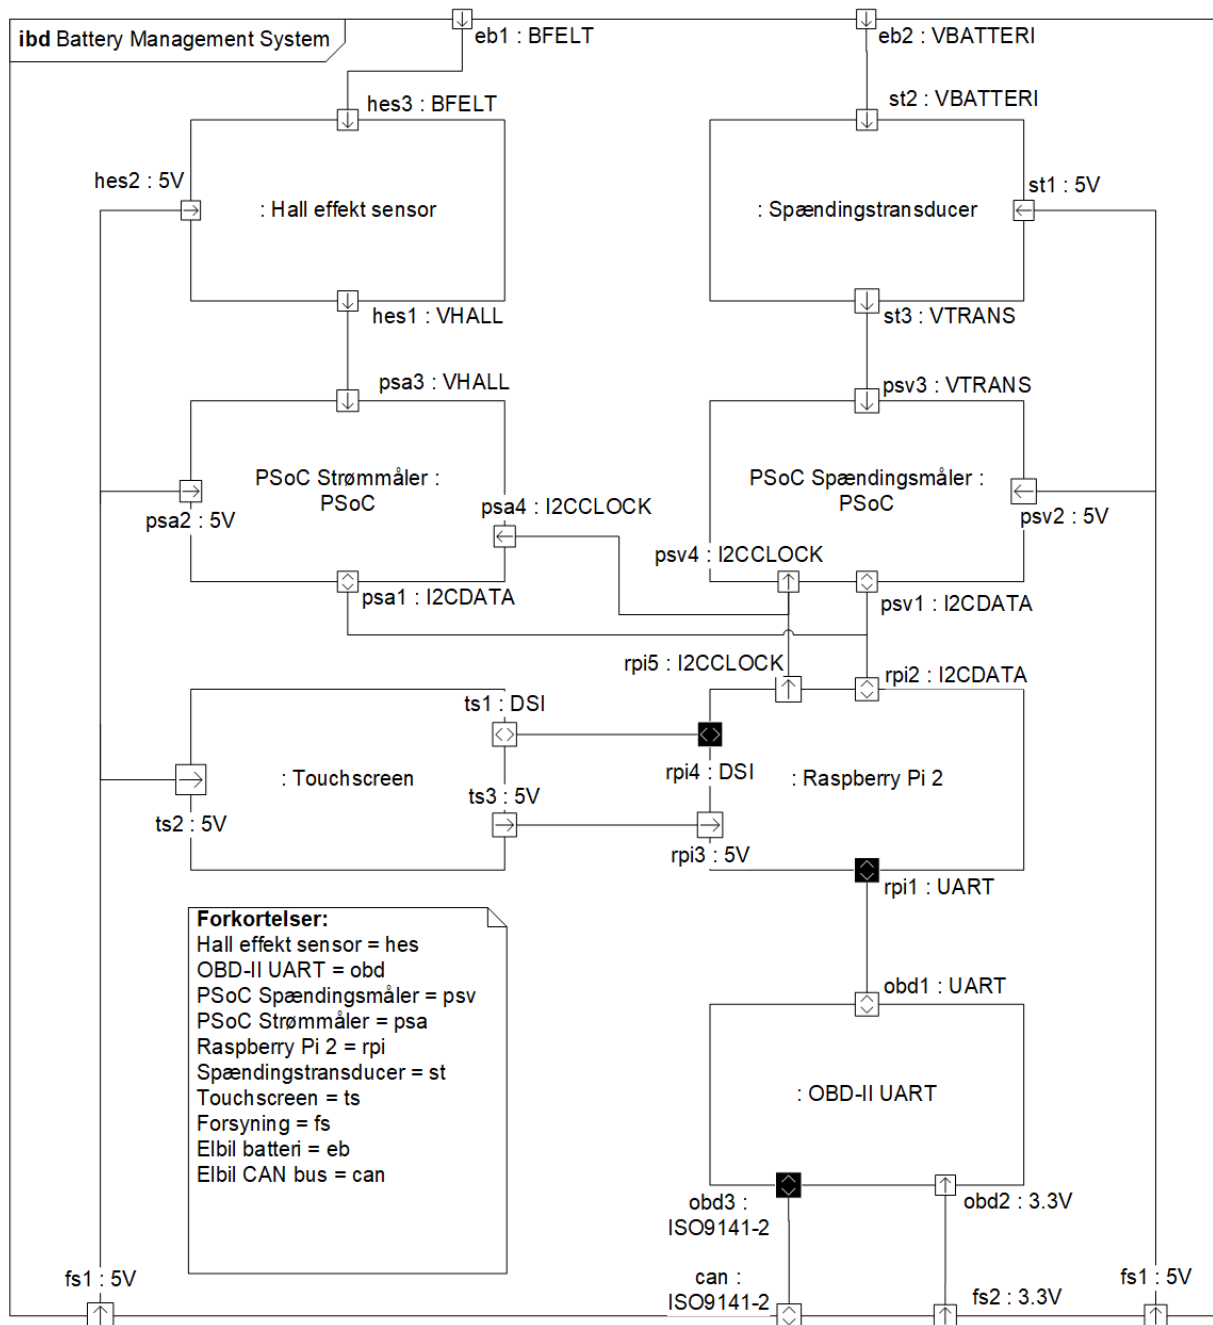 ibd Battery Management System
eb1 : BFELT
eb2 : VBATTERI
hes3 : BFELT
st2 : VBATTERI
hes2 : 5V
st1 : 5V
: Hall effekt sensor
: Spændingstransducer
hes1 : VHALL
st3 : VTRANS
psa3 : VHALL
psv3 : VTRANS
PSoC Strømmåler :
PSoC
PSoC Spændingsmåler :
PSoC
psa4 : I2CCLOCK
psa2 : 5V
psv2 : 5V
psv4 : I2CCLOCK
psa1 : I2CDATA
psv1 : I2CDATA
rpi5 : I2CCLOCK
rpi2 : I2CDATA
ts1 : DSI
: Touchscreen
rpi4 : DSI
: Raspberry Pi 2
ts3 : 5V
ts2 : 5V
rpi3 : 5V
rpi1 : UART
Forkortelser:
Hall effekt sensor = hes
OBD-II UART = obd
PSoC Spændingsmåler = psv
PSoC Strømmåler = psa
Raspberry Pi 2 = rpi
Spændingstransducer = st
Touchscreen = ts
Forsyning = fs
Elbil batteri = eb
Elbil CAN bus = can
obd1 : UART
: OBD-II UART
obd3 :
ISO9141-2
obd2 : 3.3V
fs1 : 5V
can :
ISO9141-2
fs2 : 3.3V
fs1 : 5V